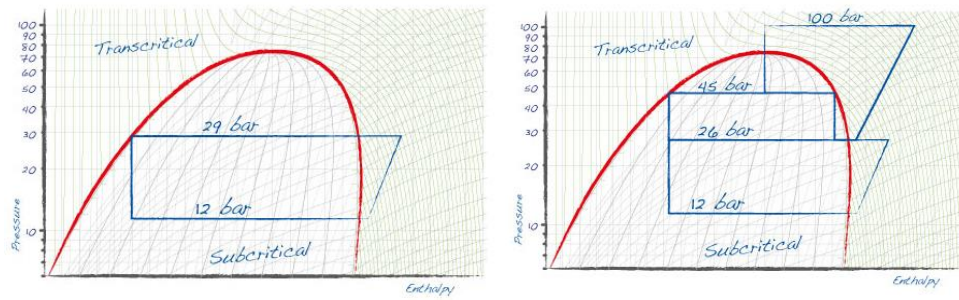 100
90
80
70
60
50
40
30
20
10
Pressure
Transcritical
29 bar
12 bar
Subcritical
Enthalpy
100
90
80
70
60
50
40
30
20
10
Pressure
Transcritical
100 bar
45 bar
26 bar
12 bar
Subcritical
Enthalpy